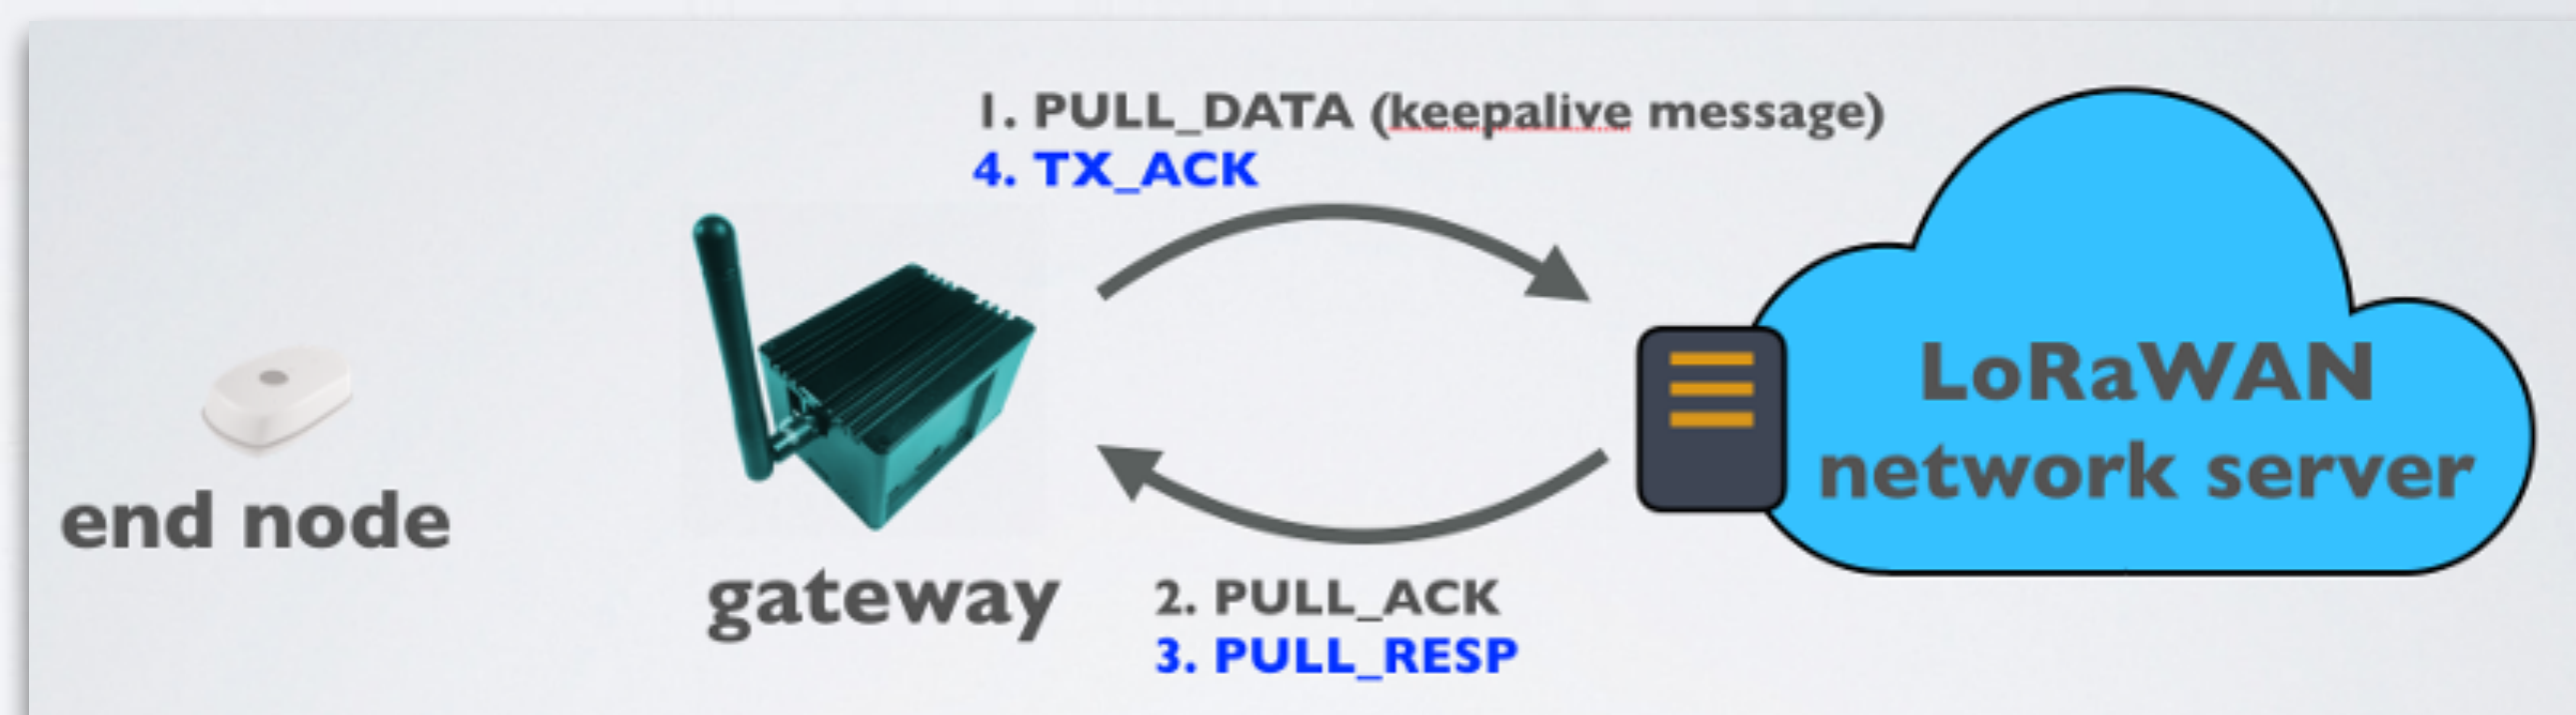 1. PULL_DATA (keepalive message)
4. TX_ACK
LoRaWAN
network server
end node
gateway
2. PULL_ACK
3. PULL_RESP